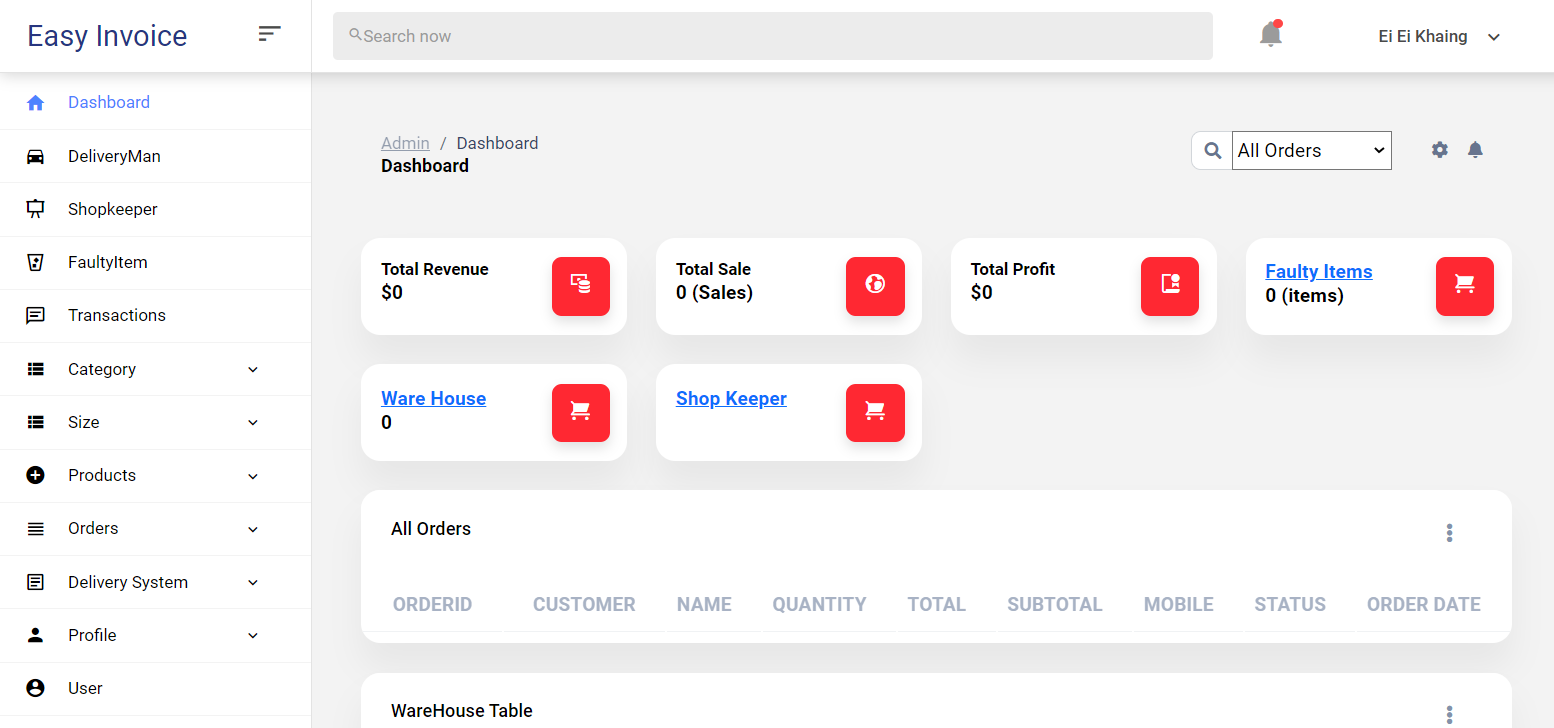 Easy Invoice
Search now
Ei Ei Khaing
Dashboard
DeliveryMan
Shopkeeper
FaultyItem
Transactions
Category
Size
Products
Orders
Delivery System
Profile
User
Admin / Dashboard
Dashboard
All Orders
Total Revenue
$0
Total Sale
0 (Sales)
Total Profit
$0
Faulty Items
0 (items)
Ware House
0
Shop Keeper
All Orders
ORDERID CUSTOMER NAME QUANTITY TOTAL SUBTOTAL MOBILE STATUS ORDER DATE
WareHouse Table